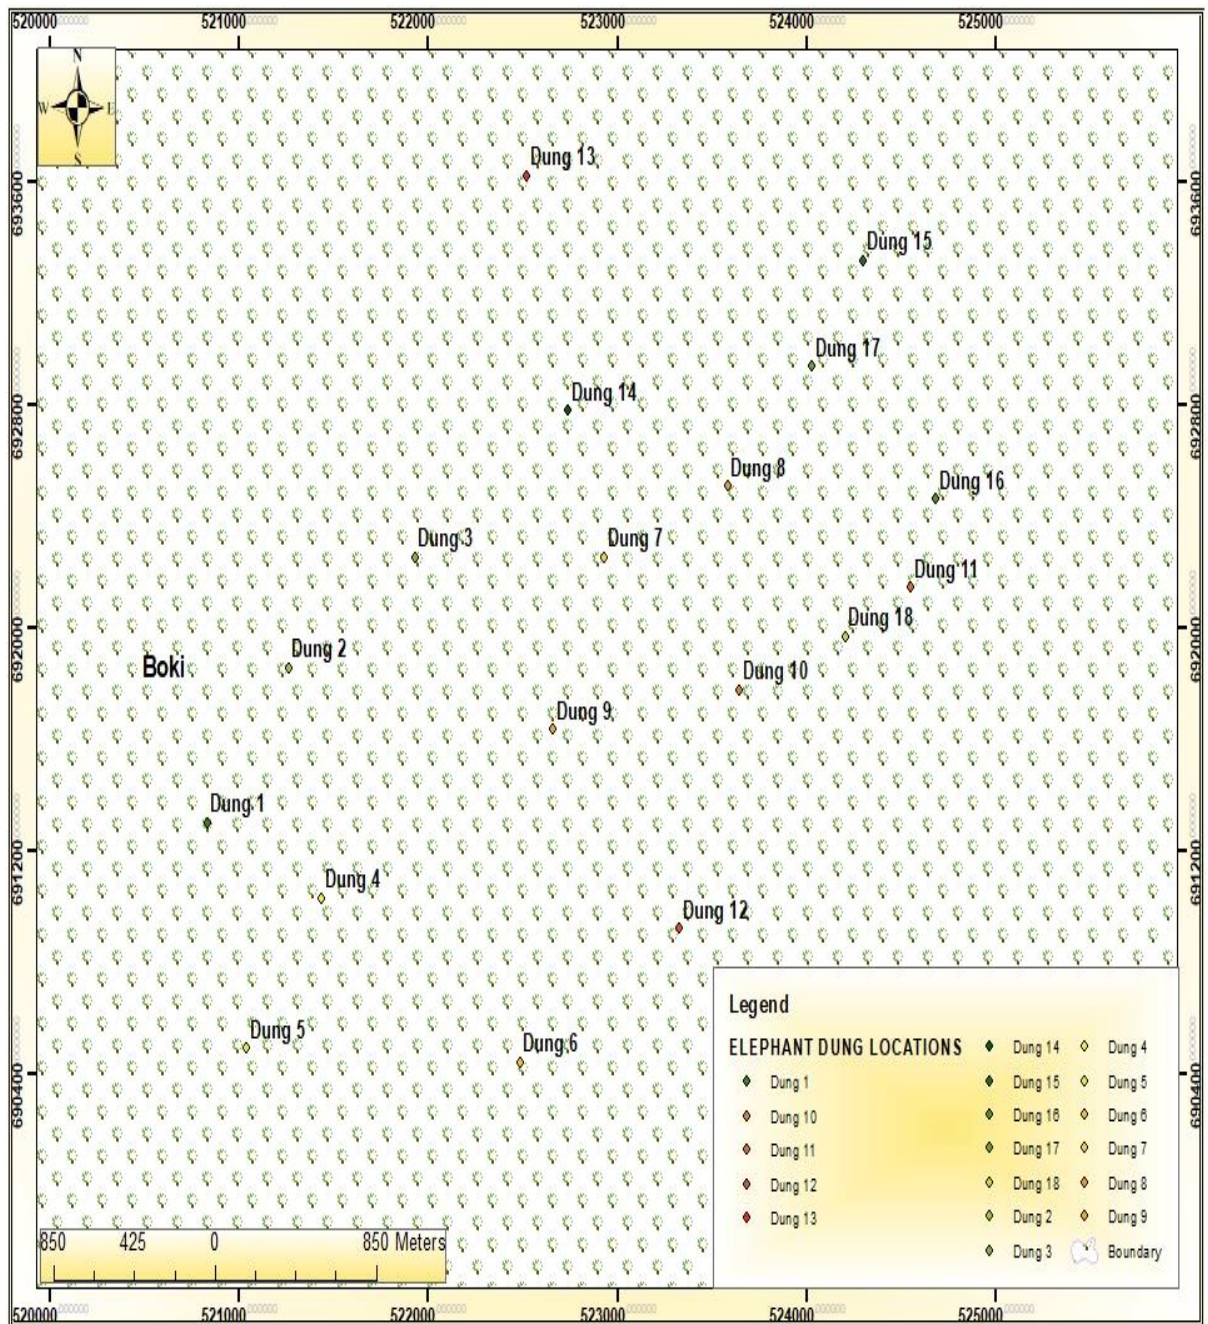 520000 521000 522000 523000 524000 525000
N
W E
S
Dung 13
693600 693600
Dung 15
Dung 17
Dung 14
692800 692800
Dung 8
Dung 16
Dung 3
Dung 7
Dung 11
Dung 18
692000 692000
Dung 2
Boki
Dung 10
Dung 9
Dung 1
691200 691200
Dung 4
Dung 12
Dung 5
Dung 6
690400 690400
Legend
ELEPHANT DUNG LOCATIONS
Dung 1
Dung 10
Dung 11
Dung 12
Dung 13
Dung 14
Dung 15
Dung 16
Dung 17
Dung 18
Dung 2
Dung 3
Dung 4
Dung 5
Dung 6
Dung 7
Dung 8
Dung 9
Boundary
850 425 0 850 Meters
520000 521000 522000 523000 524000 525000